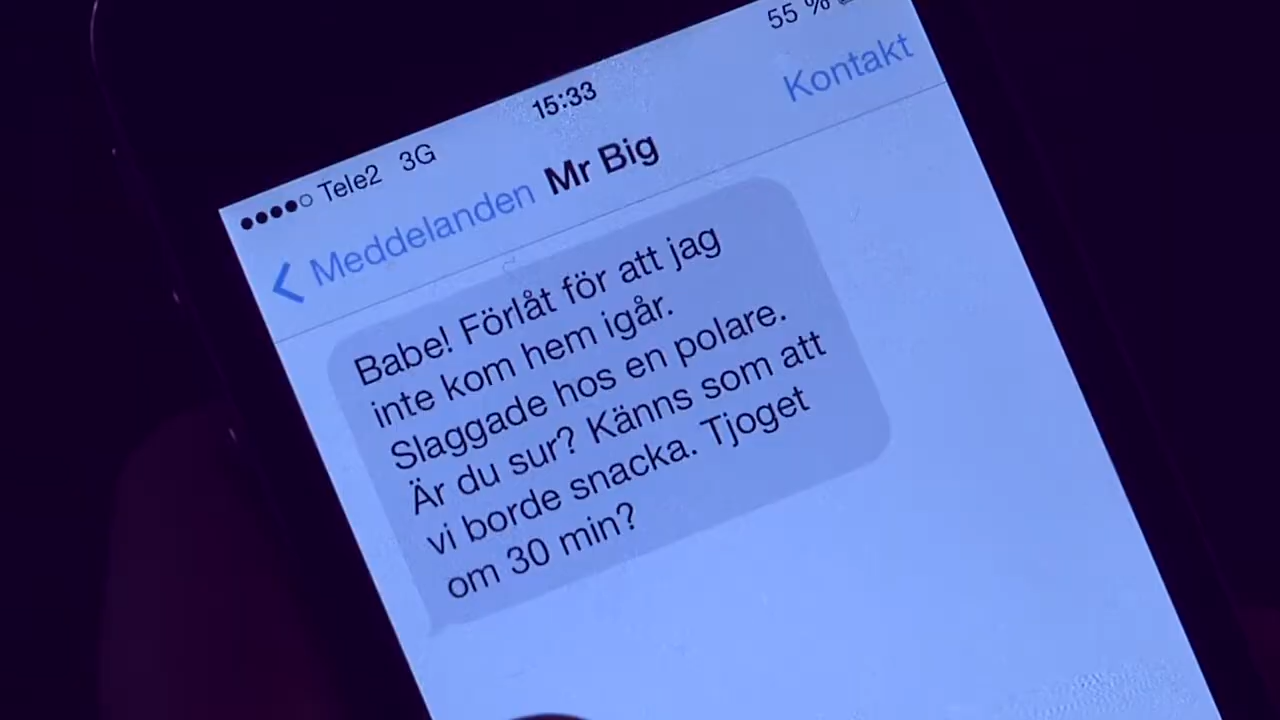 55 %
15:33
Tele2 3G
Kontakt
Meddelanden Mr Big
Babe! Förlåt för att jag
inte kom hem igår.
Slaggade hos en polare.
Är du sur? Känns som att
vi borde snacka. Tjoget
om 30 min?